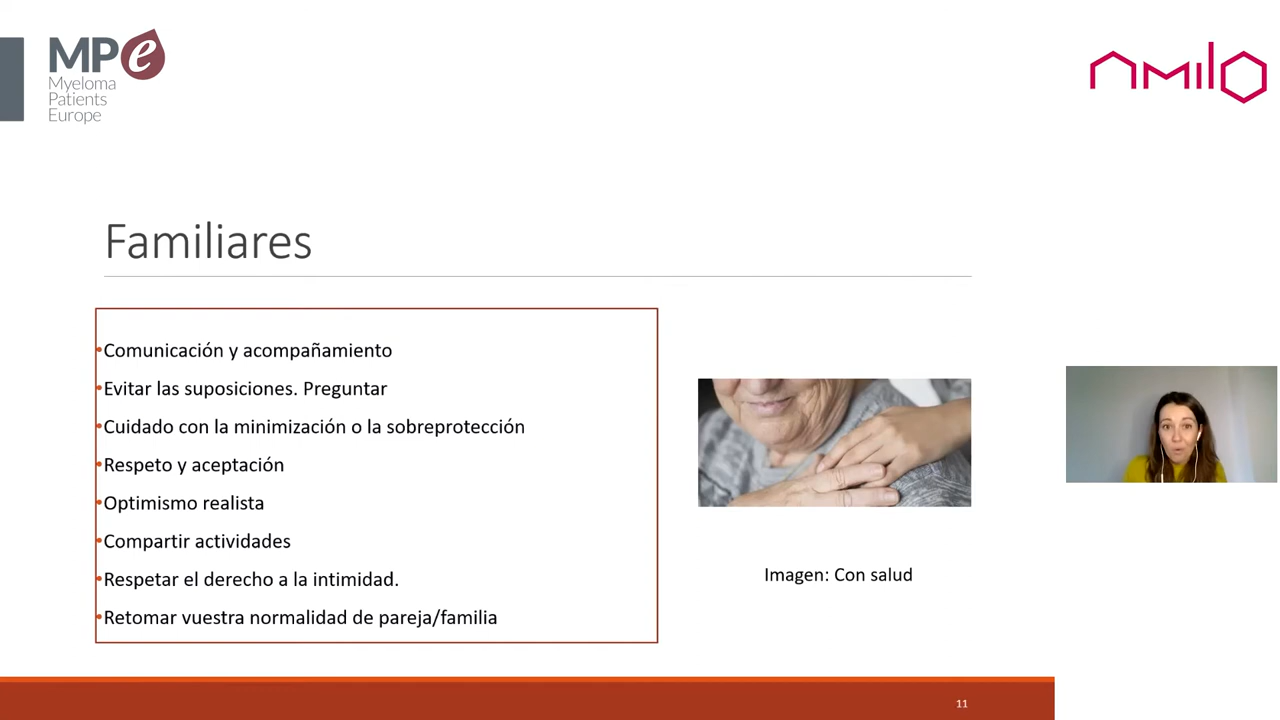 MPe
Myeloma
Patients
Europe
amilo
Familiares
•Comunicación y acompañamiento
•Evitar las suposiciones. Preguntar
•Cuidado con la minimización o la sobreprotección
•Respeto y aceptación
•Optimismo realista
•Compartir actividades
•Respetar el derecho a la intimidad.
•Retomar vuestra normalidad de pareja/familia
Imagen: Con salud
11